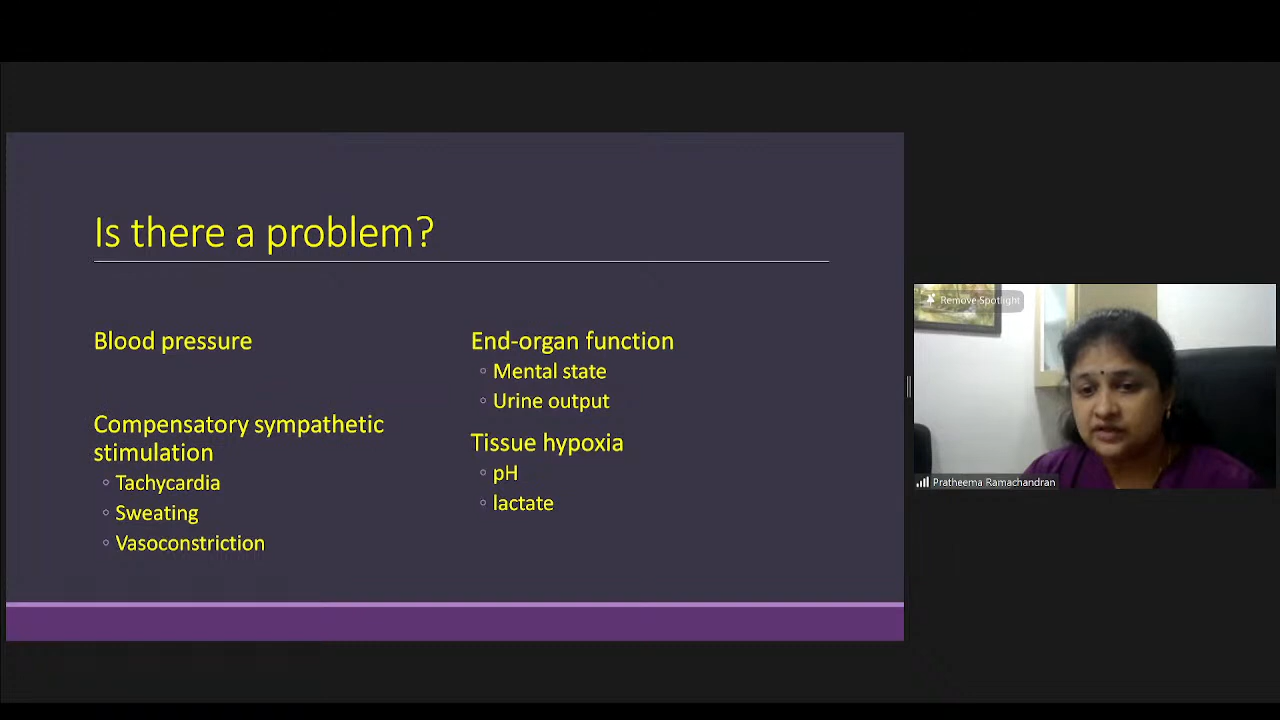 Is there a problem?
Blood pressure
Compensatory sympathetic
stimulation
Tachycardia
Sweating
Vasoconstriction
End-organ function
Mental state
Urine output
Tissue hypoxia
pH
lactate
Remove Spotlight
Pratheema Ramachandran